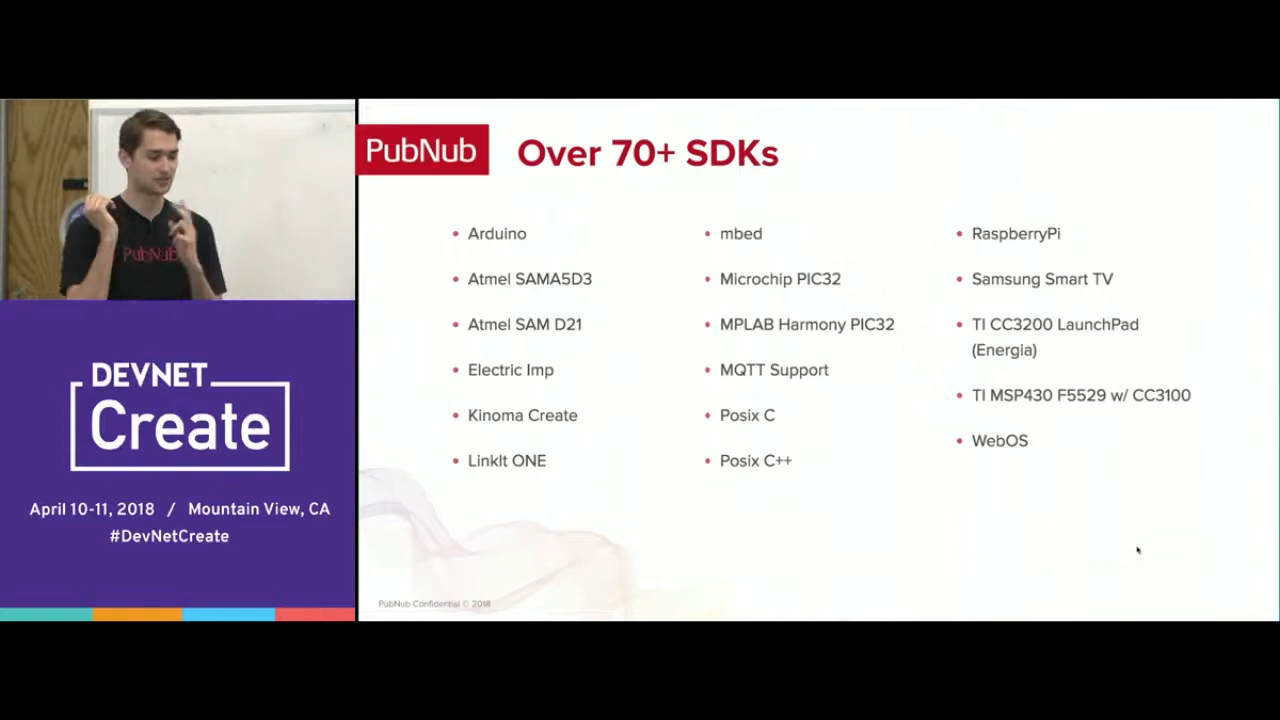 PubNub
DEVNET
Create
April 10-11, 2018 / Mountain View, CA
#DevNetCreate
PubNub
Over 70+ SDKs
• Arduino
• Atmel SAMA5D3
• Atmel SAM D21
• Electric Imp
• Kinoma Create
• LinkIt ONE
• mbed
• Microchip PIC32
• MPLAB Harmony PIC32
• MQTT Support
• Posix C
• Posix C++
• RaspberryPi
• Samsung Smart TV
• TI CC3200 LaunchPad
(Energia)
• TI MSP430 F5529 w/ CC3100
• WebOS
PubNub Confidential © 2018